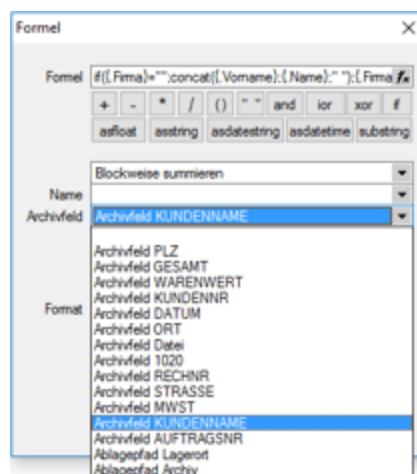 Formel
Formel if({.Firma}="";concat({.Vorname};{.Name};" ");{.Firma fx
+ - * / () " " and ior xor if
asfloat asstring asdatestring asdatetime substring
Blockweise summieren
Name
Archivfeld Archivfeld KUNDENNAME
Archivfeld PLZ
Archivfeld GESAMT
Archivfeld WARENWERT
Archivfeld KUNDENNR
Format
Archivfeld DATUM
Archivfeld ORT
Archivfeld Datei
Archivfeld 1020
Archivfeld RECHNR
Archivfeld STRASSE
Archivfeld MWST
Archivfeld KUNDENNAME
Archivfeld AUFTRAGSNR
Ablagepfad Lagerort
Ablagepfad Archiv